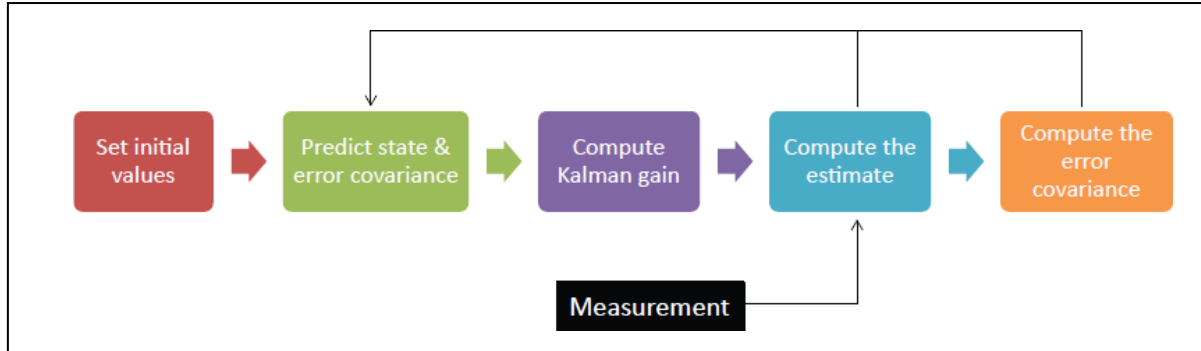 Set initial
values
Predict state &
error covariance
Compute
Kalman gain
Compute the
estimate
Compute the
error
covariance
Measurement